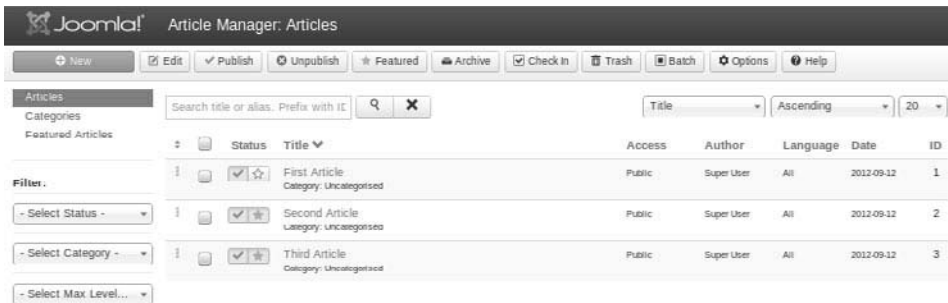 Joomla! Article Manager: Articles
New Edit Publish Unpublish Featured Archive Check In Trash Batch Options Help
Articles
Categories
Featured Articles
Filter:
- Select Status -
- Select Category -
- Select Max Level...
Search title or alias. Prefix with ID
Title Ascending 20
Status Title Access Author Language Date ID
First Article Public Super User All 2012-09-12 1
Category: Uncategorised
Second Article Public Super User All 2012-09-12 2
Category: Uncategorised
Third Article Public Super User All 2012-09-12 3
Category: Uncategorised